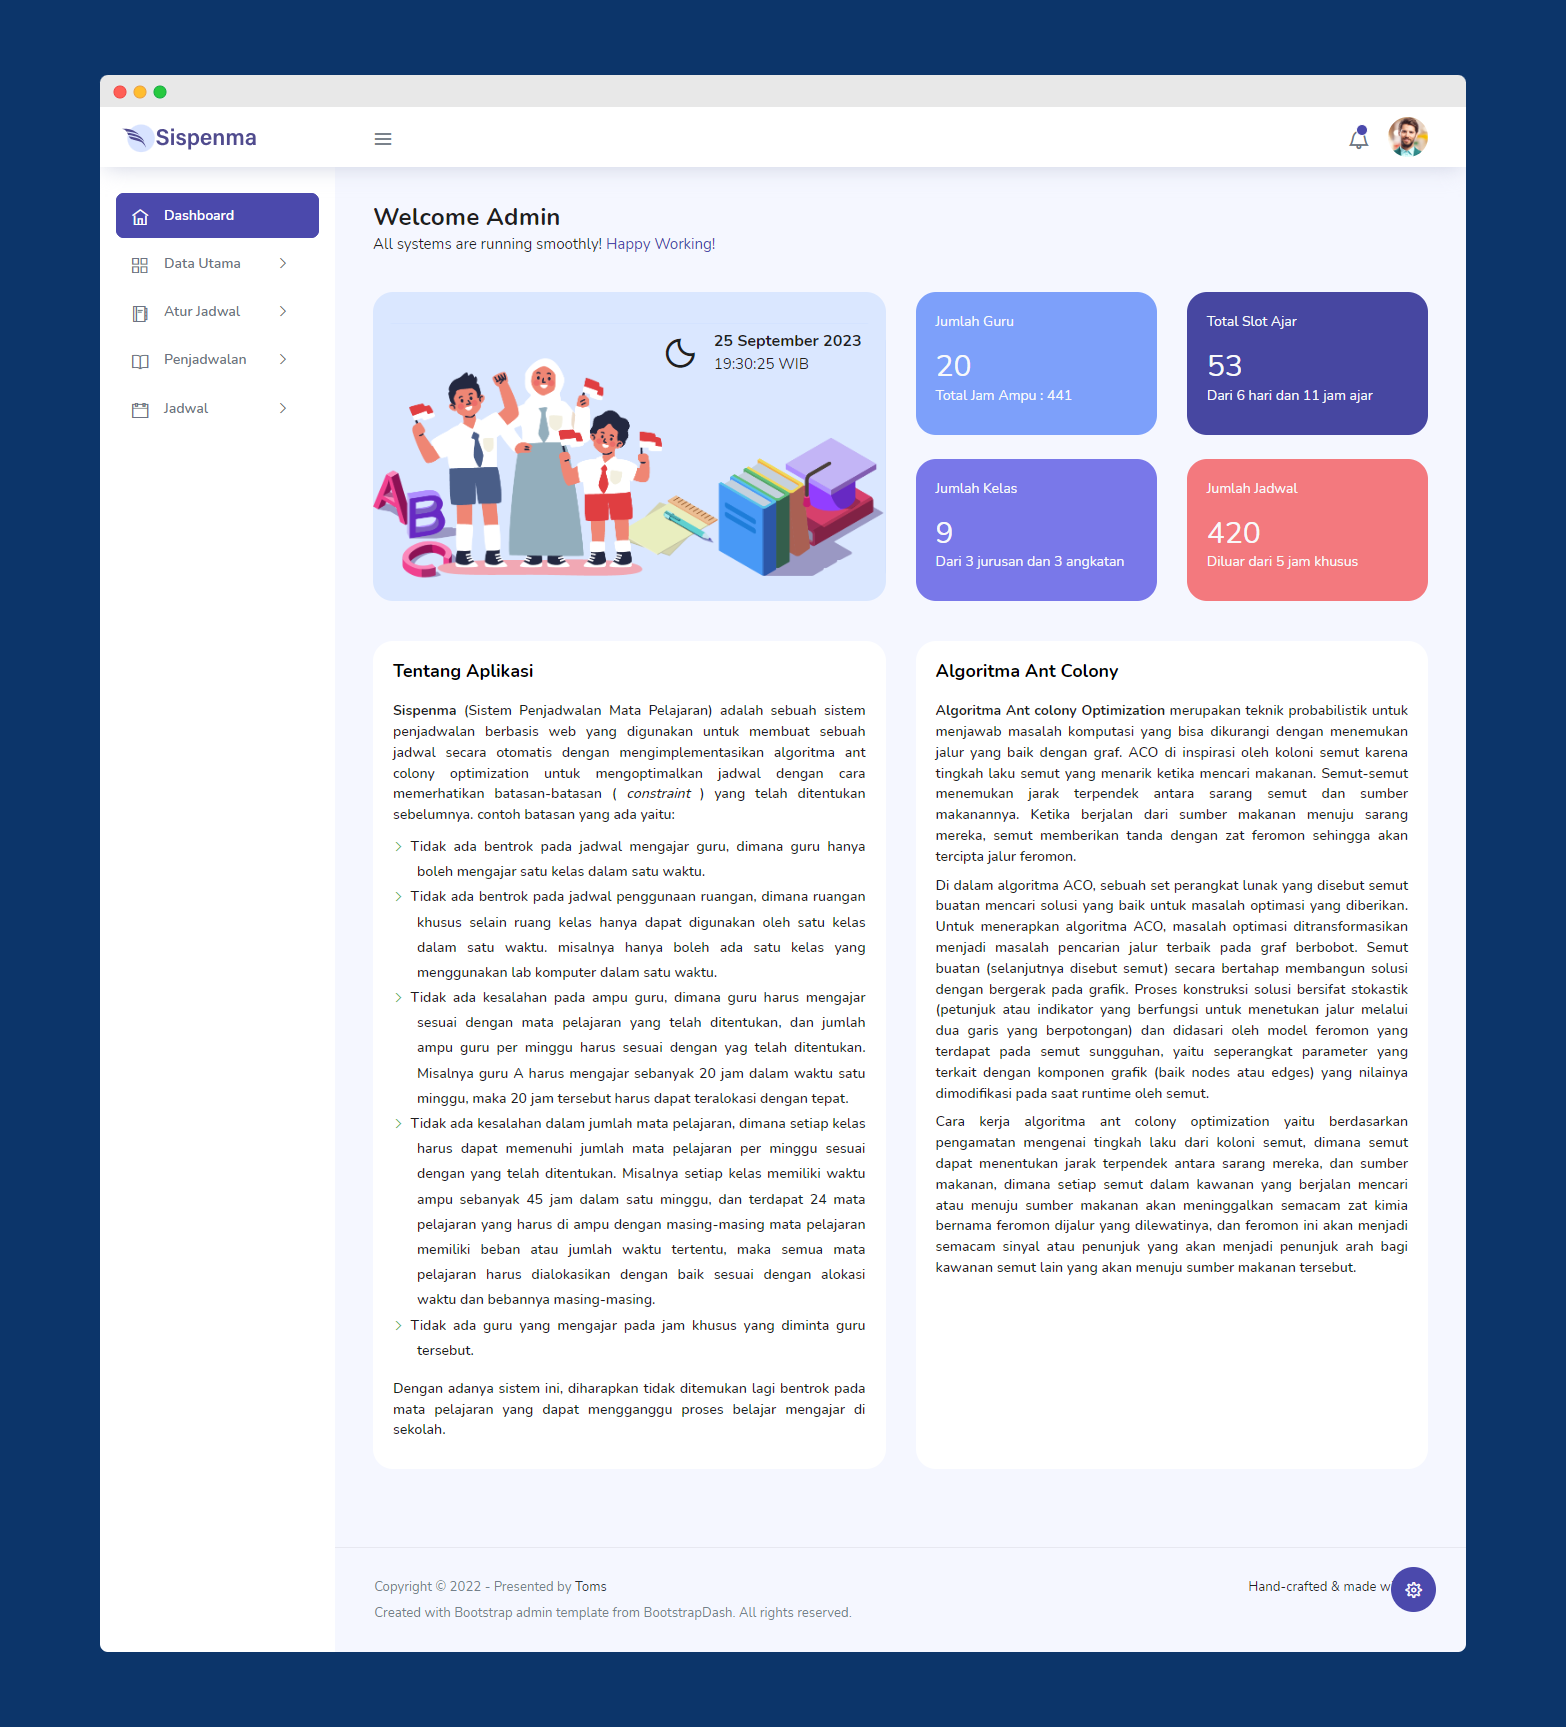 Sispenma
Dashboard
Data Utama
Atur Jadwal
Penjadwalan
Jadwal
Welcome Admin
All systems are running smoothly! Happy Working!
25 September 2023
19:30:25 WIB
A
B
C
Jumlah Guru
20
Total Jam Ampu : 441
Total Slot Ajar
53
Dari 6 hari dan 11 jam ajar
Jumlah Kelas
9
Dari 3 jurusan dan 3 angkatan
Jumlah Jadwal
420
Diluar dari 5 jam khusus
Tentang Aplikasi
Sispenma (Sistem Penjadwalan Mata Pelajaran) adalah sebuah sistem
penjadwalan berbasis web yang digunakan untuk membuat sebuah
jadwal secara otomatis dengan mengimplementasikan algoritma ant
colony optimization untuk mengoptimalkan jadwal dengan cara
memerhatikan batasan-batasan ( constraint ) yang telah ditentukan
sebelumnya. contoh batasan yang ada yaitu:
Tidak ada bentrok pada jadwal mengajar guru, dimana guru hanya
boleh mengajar satu kelas dalam satu waktu.
Tidak ada bentrok pada jadwal penggunaan ruangan, dimana ruangan
khusus selain ruang kelas hanya dapat digunakan oleh satu kelas
dalam satu waktu. misalnya hanya boleh ada satu kelas yang
menggunakan lab komputer dalam satu waktu.
Tidak ada kesalahan pada ampu guru, dimana guru harus mengajar
sesuai dengan mata pelajaran yang telah ditentukan, dan jumlah
ampu guru per minggu harus sesuai dengan yag telah ditentukan.
Misalnya guru A harus mengajar sebanyak 20 jam dalam waktu satu
minggu, maka 20 jam tersebut harus dapat teralokasi dengan tepat.
Tidak ada kesalahan dalam jumlah mata pelajaran, dimana setiap kelas
harus dapat memenuhi jumlah mata pelajaran per minggu sesuai
dengan yang telah ditentukan. Misalnya setiap kelas memiliki waktu
ampu sebanyak 45 jam dalam satu minggu, dan terdapat 24 mata
pelajaran yang harus di ampu dengan masing-masing mata pelajaran
memiliki beban atau jumlah waktu tertentu, maka semua mata
pelajaran harus dialokasikan dengan baik sesuai dengan alokasi
waktu dan bebannya masing-masing.
Tidak ada guru yang mengajar pada jam khusus yang diminta guru
tersebut.
Dengan adanya sistem ini, diharapkan tidak ditemukan lagi bentrok pada
mata pelajaran yang dapat mengganggu proses belajar mengajar di
sekolah.
Algoritma Ant Colony
Algoritma Ant colony Optimization merupakan teknik probabilistik untuk
menjawab masalah komputasi yang bisa dikurangi dengan menemukan
jalur yang baik dengan graf. ACO di inspirasi oleh koloni semut karena
tingkah laku semut yang menarik ketika mencari makanan. Semut-semut
menemukan jarak terpendek antara sarang semut dan sumber
makanannya. Ketika berjalan dari sumber makanan menuju sarang
mereka, semut memberikan tanda dengan zat feromon sehingga akan
tercipta jalur feromon.
Di dalam algoritma ACO, sebuah set perangkat lunak yang disebut semut
buatan mencari solusi yang baik untuk masalah optimasi yang diberikan.
Untuk menerapkan algoritma ACO, masalah optimasi ditransformasikan
menjadi masalah pencarian jalur terbaik pada graf berbobot. Semut
buatan (selanjutnya disebut semut) secara bertahap membangun solusi
dengan bergerak pada grafik. Proses konstruksi solusi bersifat stokastik
(petunjuk atau indikator yang berfungsi untuk menetukan jalur melalui
dua garis yang berpotongan) dan didasari oleh model feromon yang
terdapat pada semut sungguhan, yaitu seperangkat parameter yang
terkait dengan komponen grafik (baik nodes atau edges) yang nilainya
dimodifikasi pada saat runtime oleh semut.
Cara kerja algoritma ant colony optimization yaitu berdasarkan
pengamatan mengenai tingkah laku dari koloni semut, dimana semut
dapat menentukan jarak terpendek antara sarang mereka, dan sumber
makanan, dimana setiap semut dalam kawanan yang berjalan mencari
atau menuju sumber makanan akan meninggalkan semacam zat kimia
bernama feromon dijalur yang dilewatinya, dan feromon ini akan menjadi
semacam sinyal atau penunjuk yang akan menjadi penunjuk arah bagi
kawanan semut lain yang akan menuju sumber makanan tersebut.
Copyright © 2022 - Presented by Toms
Created with Bootstrap admin template from BootstrapDash. All rights reserved.
Hand-crafted & made